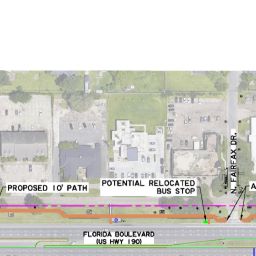 N. FAIRFAX DR.
PROPOSED 10' PATH
POTENTIAL RELOCATED
BUS STOP
A
FLORIDA BOULEVARD
(US HWY 190)